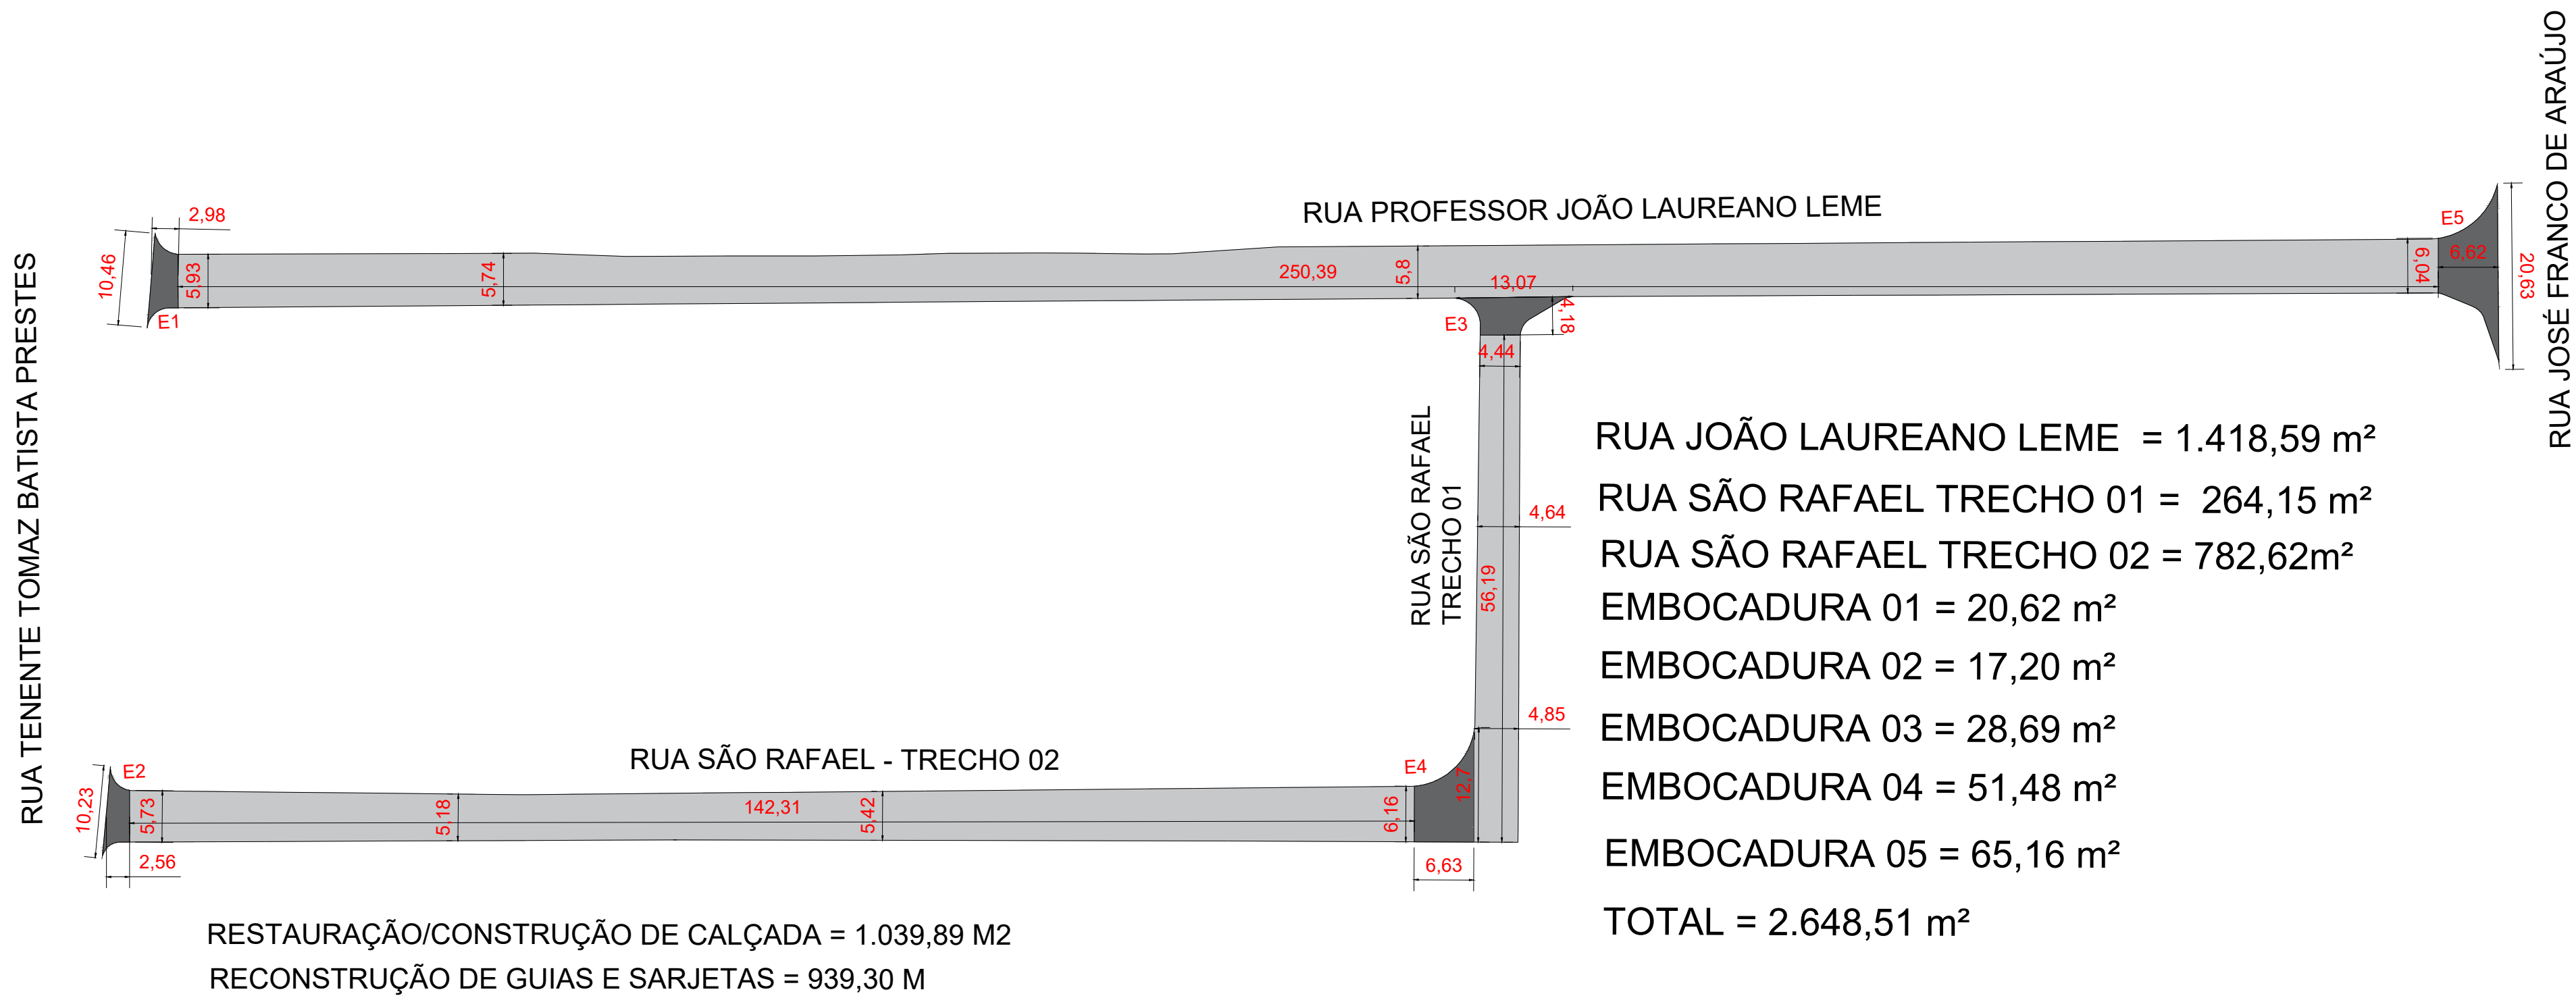 RUA JOSÉ FRANCO DE ARAÚJO
RUA PROFESSOR JOÃO LAUREANO LEME
2,98
10,46
5,93
E1
5,74
250,39
5,8
13,07
E3
4,18
4,44
6,04
E5
6,62
20,63
RUA TENENTE TOMAZ BATISTA PRESTES
RUA SÃO RAFAEL
TRECHO 01
4,64
56,19
4,85
RUA JOÃO LAUREANO LEME = 1.418,59 m²
RUA SÃO RAFAEL TRECHO 01 = 264,15 m²
RUA SÃO RAFAEL TRECHO 02 = 782,62m²
EMBOCADURA 01 = 20,62 m²
EMBOCADURA 02 = 17,20 m²
EMBOCADURA 03 = 28,69 m²
EMBOCADURA 04 = 51,48 m²
EMBOCADURA 05 = 65,16 m²
TOTAL = 2.648,51 m²
RUA SÃO RAFAEL - TRECHO 02
E2
10,23
5,73
2,56
5,18
142,31
5,42
6,16
E4
12,7
6,63
RESTAURAÇÃO/CONSTRUÇÃO DE CALÇADA = 1.039,89 M2
RECONSTRUÇÃO DE GUIAS E SARJETAS = 939,30 M